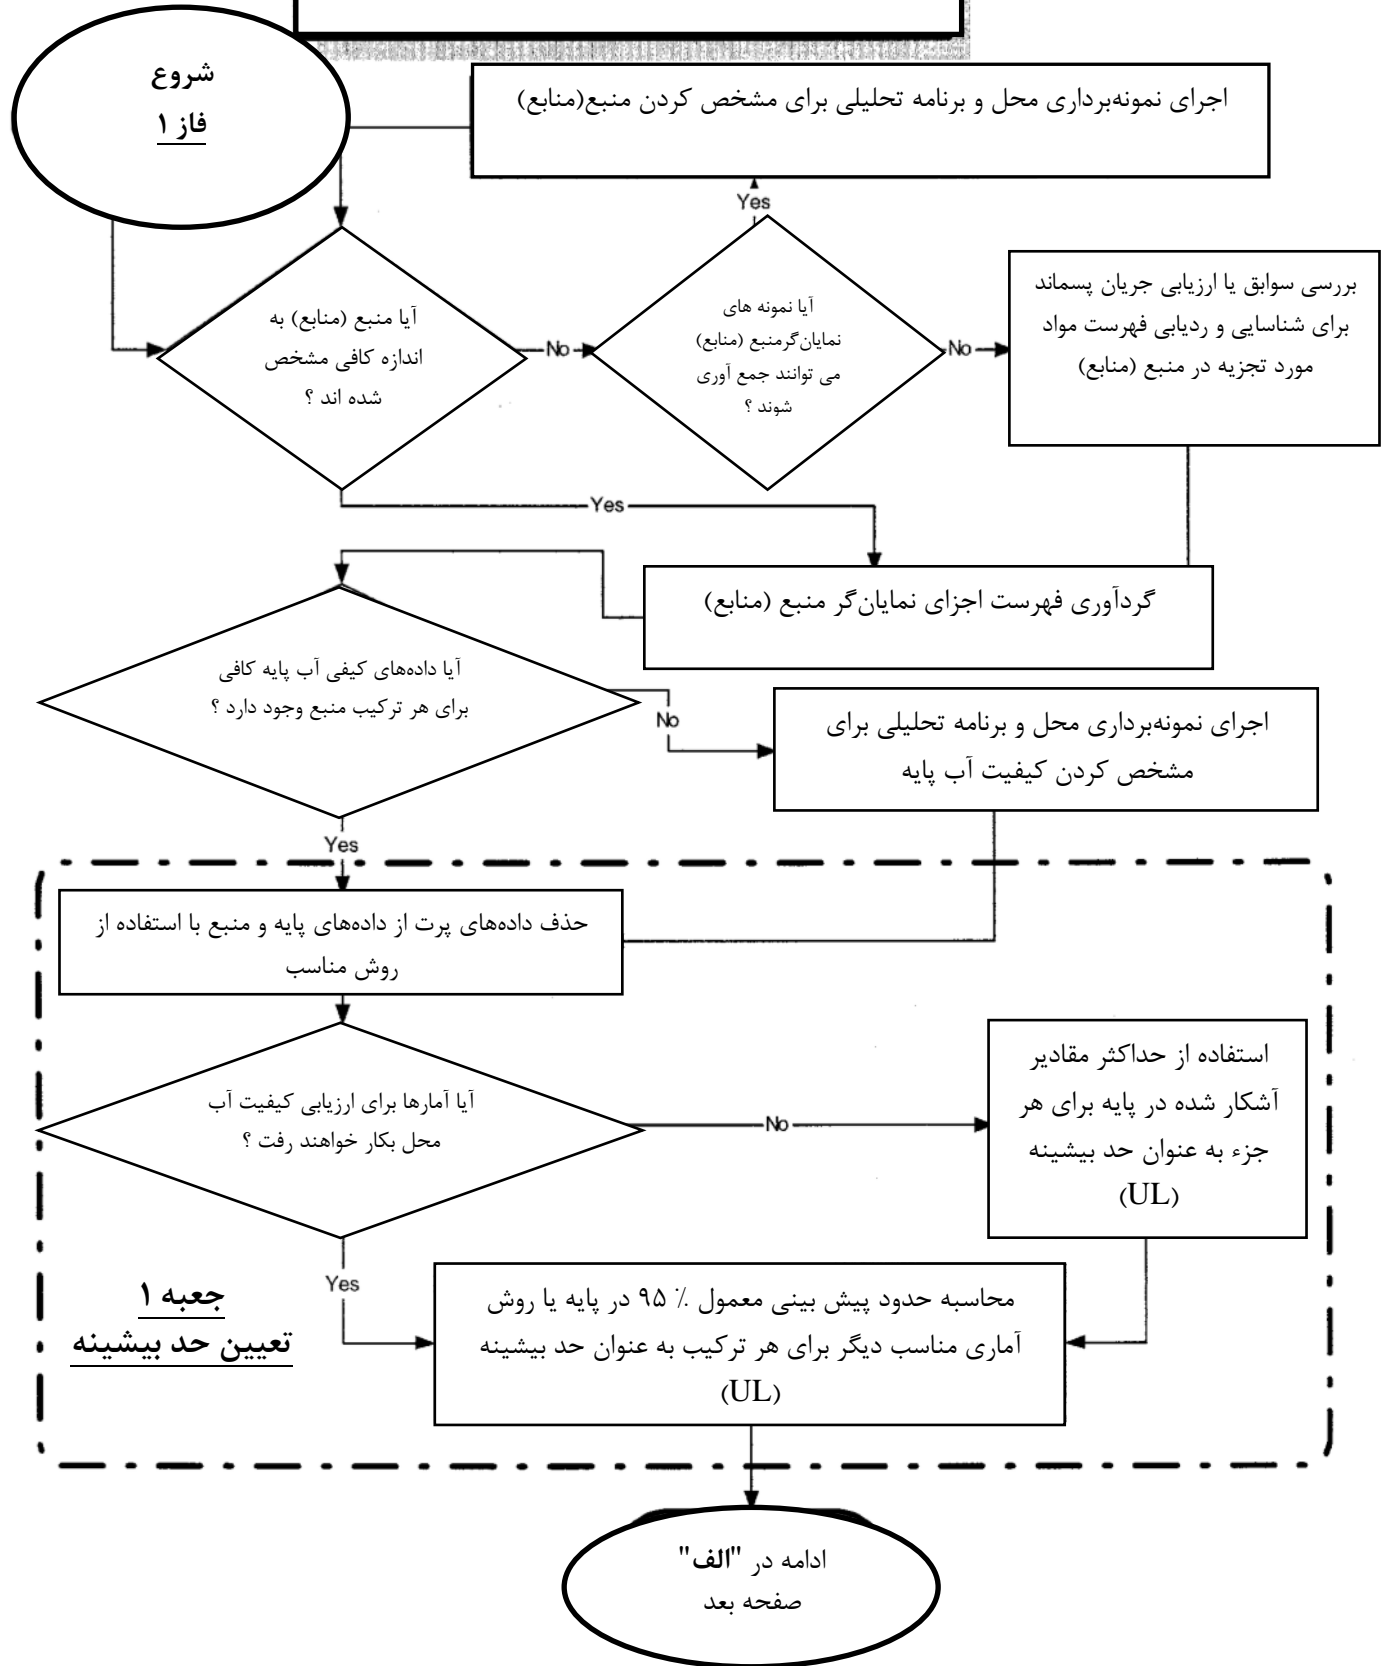 شروع
فاز ۱
اجرای نمونه‌برداری محل و برنامه تحلیلی برای مشخص کردن منبع(منابع)
Yes
آیا منبع (منابع) به
اندازه کافی مشخص
شده اند ؟
No
آیا نمونه های
نمایان‌گرمنبع (منابع)
می توانند جمع آوری
شوند ؟
No
بررسی سوابق یا ارزیابی جریان پسماند
برای شناسایی و ردیابی فهرست مواد
مورد تجزیه در منبع (منابع)
Yes
گردآوری فهرست اجزای نمایان‌گر منبع (منابع)
آیا داده‌های کیفی آب پایه کافی
برای هر ترکیب منبع وجود دارد ؟
No
اجرای نمونه‌برداری محل و برنامه تحلیلی برای
مشخص کردن کیفیت آب پایه
Yes
حذف داده‌های پرت از داده‌های پایه و منبع با استفاده از
روش مناسب
آیا آمارها برای ارزیابی کیفیت آب
محل بکار خواهند رفت ؟
No
استفاده از حداکثر مقادیر
آشکار شده در پایه برای هر
جزء به عنوان حد بیشینه
(UL)
Yes
جعبه ۱
تعیین حد بیشینه
محاسبه حدود پیش بینی معمول ٪ ۹۵ در پایه یا روش
آماری مناسب دیگر برای هر ترکیب به عنوان حد بیشینه
(UL)
ادامه در "الف"
صفحه بعد